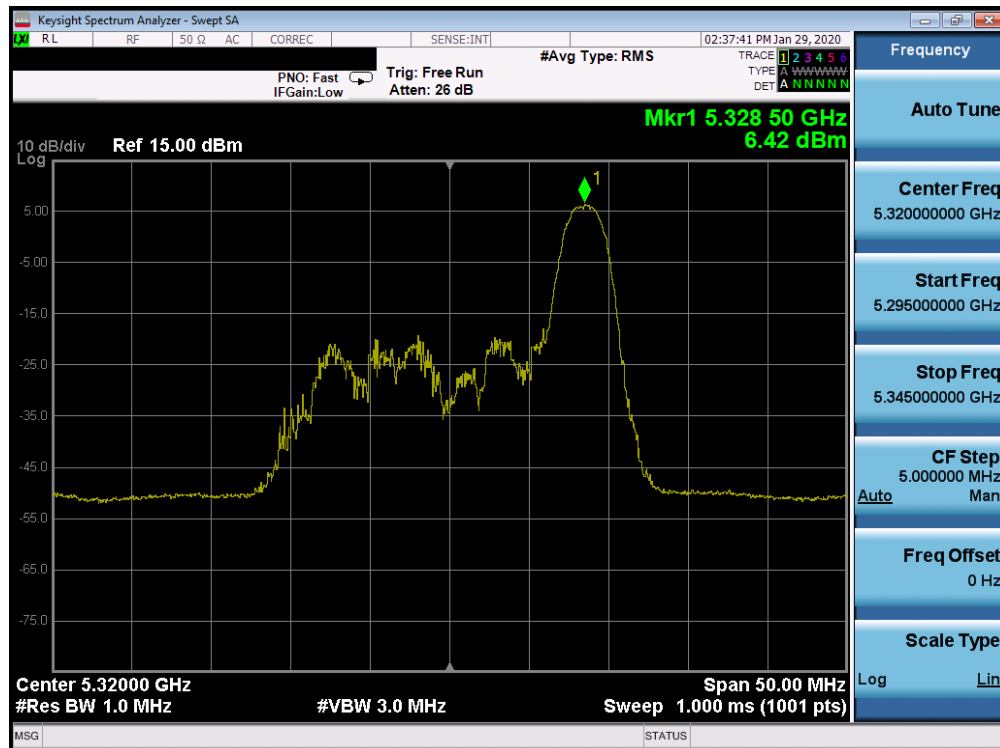 Keysight Spectrum Analyzer - Swept SA
LXI RL RF 50 Ω AC CORREC SENSE:INT 02:37:41 PM Jan 29, 2020
#Avg Type: RMS TRACE 1 2 3 4 5 6
PNO: Fast Trig: Free Run TYPE A WWWWW
IFGain:Low Atten: 26 dB DET A N N N N N
Mkr1 5.328 50 GHz
6.42 dBm
10 dB/div Ref 15.00 dBm
Log
1
5.00
-5.00
-15.0
-25.0
-35.0
-45.0
-55.0
-65.0
-75.0
Center 5.32000 GHz Span 50.00 MHz
#Res BW 1.0 MHz #VBW 3.0 MHz Sweep 1.000 ms (1001 pts)
MSG STATUS
Frequency
Auto Tune
Center Freq
5.320000000 GHz
Start Freq
5.295000000 GHz
Stop Freq
5.345000000 GHz
CF Step
5.000000 MHz
Auto Man
Freq Offset
0 Hz
Scale Type
Log Lin